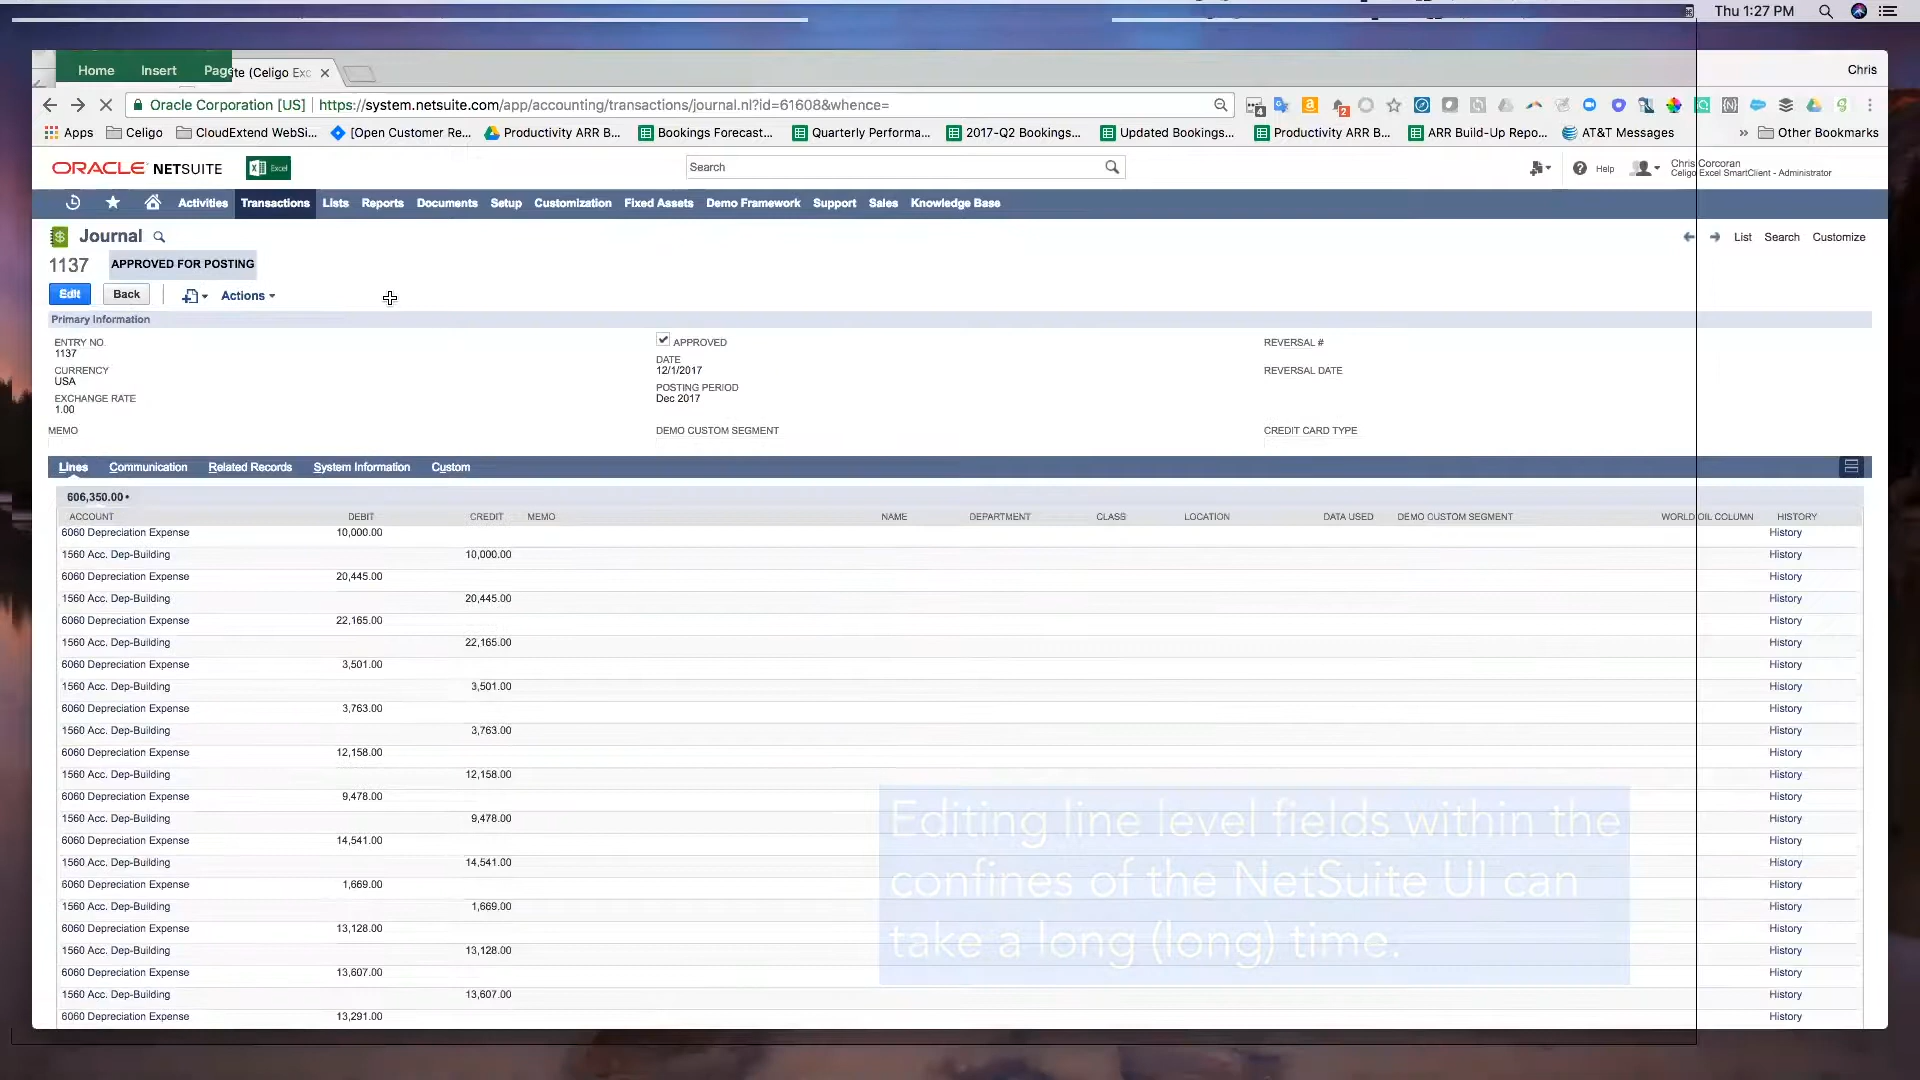 Thu 1:27 PM
Home Insert Page
te (Celigo Exc
Chris
Oracle Corporation [US] https://system.netsuite.com/app/accounting/transactions/journal.nl?id=61608&whence=
Apps Celigo CloudExtend WebSi... [Open Customer Re... Productivity ARR B... Bookings Forecast... Quarterly Performa... 2017-Q2 Bookings... Updated Bookings... Productivity ARR B... ARR Build-Up Repo... AT&T Messages » Other Bookmarks
ORACLE NETSUITE Excel Search Help Chris Corcoran
Celigo Excel SmartClient - Administrator
Activities Transactions Lists Reports Documents Setup Customization Fixed Assets Demo Framework Support Sales Knowledge Base
Journal List Search Customize
1137 APPROVED FOR POSTING
Edit Back Actions
Primary Information
ENTRY NO.
1137
CURRENCY
USA
EXCHANGE RATE
1.00
MEMO
APPROVED
DATE
12/1/2017
POSTING PERIOD
Dec 2017
DEMO CUSTOM SEGMENT
REVERSAL #
REVERSAL DATE
CREDIT CARD TYPE
Lines Communication Related Records System Information Custom
606,350.00 •
ACCOUNT DEBIT CREDIT MEMO NAME DEPARTMENT CLASS LOCATION DATA USED DEMO CUSTOM SEGMENT WORLD OIL COLUMN HISTORY
6060 Depreciation Expense 10,000.00 History
1560 Acc. Dep-Building 10,000.00 History
6060 Depreciation Expense 20,445.00 History
1560 Acc. Dep-Building 20,445.00 History
6060 Depreciation Expense 22,165.00 History
1560 Acc. Dep-Building 22,165.00 History
6060 Depreciation Expense 3,501.00 History
1560 Acc. Dep-Building 3,501.00 History
6060 Depreciation Expense 3,763.00 History
1560 Acc. Dep-Building 3,763.00 History
6060 Depreciation Expense 12,158.00 History
1560 Acc. Dep-Building 12,158.00 History
6060 Depreciation Expense 9,478.00 History
1560 Acc. Dep-Building 9,478.00 History
6060 Depreciation Expense 14,541.00 History
1560 Acc. Dep-Building 14,541.00 History
6060 Depreciation Expense 1,669.00 History
1560 Acc. Dep-Building 1,669.00 History
6060 Depreciation Expense 13,128.00 History
1560 Acc. Dep-Building 13,128.00 History
6060 Depreciation Expense 13,607.00 History
1560 Acc. Dep-Building 13,607.00 History
6060 Depreciation Expense 13,291.00 History
Editing line level fields within the
confines of the NetSuite UI can
take a long (long) time.